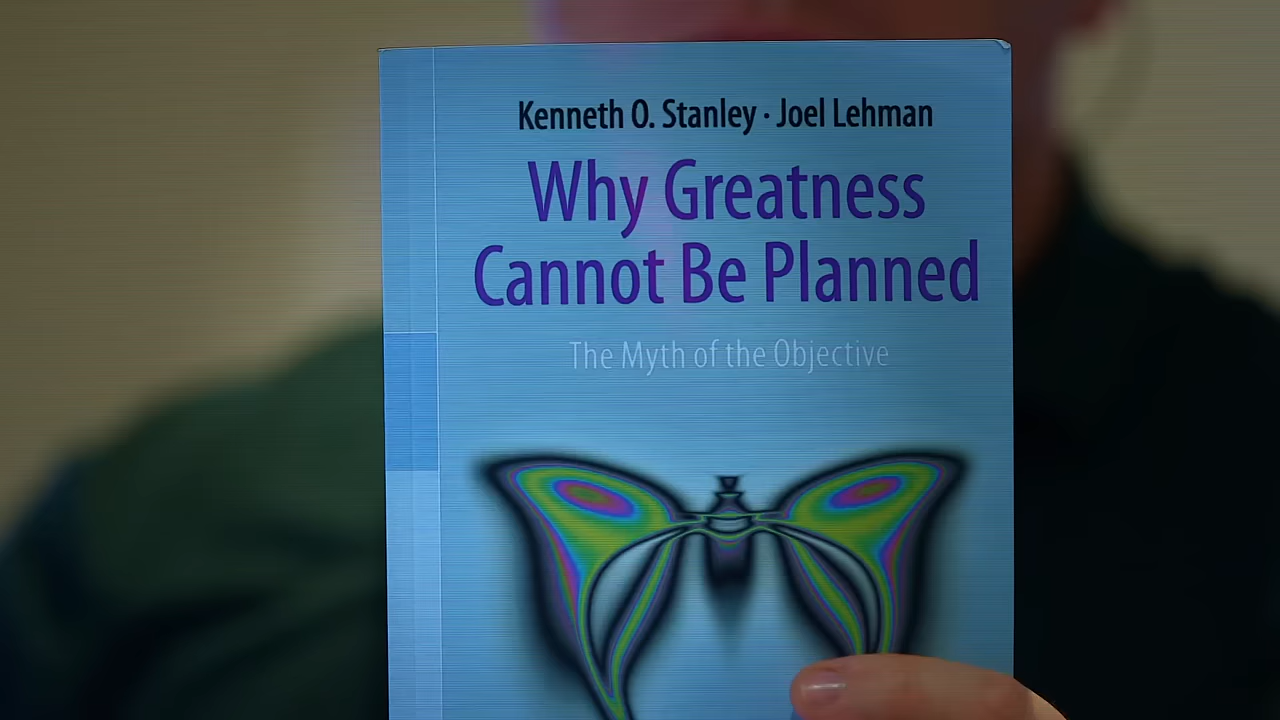 Kenneth O. Stanley · Joel Lehman
Why Greatness
Cannot Be Planned
The Myth of the Objective